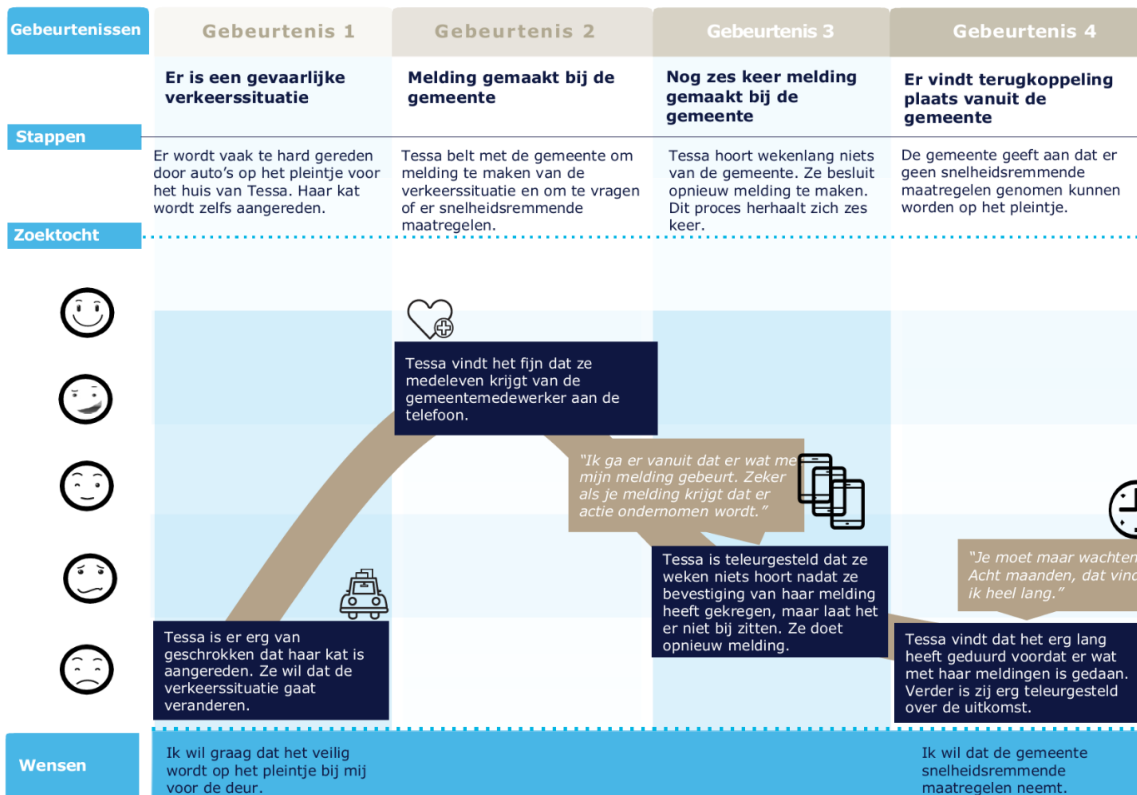 Gebeurtenissen
Gebeurtenis 1
Gebeurtenis 2
Gebeurtenis 3
Gebeurtenis 4
Er is een gevaarlijke
verkeerssituatie
Melding gemaakt bij de
gemeente
Nog zes keer melding
gemaakt bij de
gemeente
Er vindt terugkoppeling
plaats vanuit de
gemeente
Stappen
Er wordt vaak te hard gereden
door auto's op het pleintje voor
het huis van Tessa. Haar kat
wordt zelfs aangereden.
Tessa belt met de gemeente om
melding te maken van de
verkeerssituatie en om te vragen
of er snelheidsremmende
maatregelen.
Tessa hoort wekenlang niets
van de gemeente. Ze besluit
opnieuw melding te maken.
Dit proces herhaalt zich zes
keer.
De gemeente geeft aan dat er
geen snelheidsremmende
maatregelen genomen kunnen
worden op het pleintje.
Zoektocht
Tessa is er erg van
geschrokken dat haar kat is
aangereden. Ze wil dat de
verkeerssituatie gaat
veranderen.
Tessa vindt het fijn dat ze
medeleven krijgt van de
gemeentemedewerker aan de
telefoon.
"Ik ga er vanuit dat er wat me
mijn melding gebeurt. Zeker
als je melding krijgt dat er
actie ondernomen wordt."
Tessa is teleurgesteld dat ze
weken niets hoort nadat ze
bevestiging van haar melding
heeft gekregen, maar laat het
er niet bij zitten. Ze doet
opnieuw melding.
"Je moet maar wachten
Acht maanden, dat vind
ik heel lang."
Tessa vindt dat het erg lang
heeft geduurd voordat er wat
met haar meldingen is gedaan.
Verder is zij erg teleurgesteld
over de uitkomst.
Wensen
Ik wil graag dat het veilig
wordt op het pleintje bij mij
voor de deur.
Ik wil dat de gemeente
snelheidsremmende
maatregelen neemt.